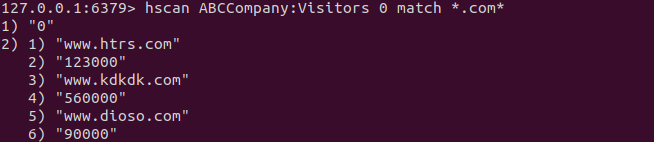 127.0.0.1:6379> hscan ABCCompany:Visitors 0 match *.com*
1) "0"
2) 1) "www.htrs.com"
   2) "123000"
   3) "www.kdkdk.com"
   4) "560000"
   5) "www.dioso.com"
   6) "90000"